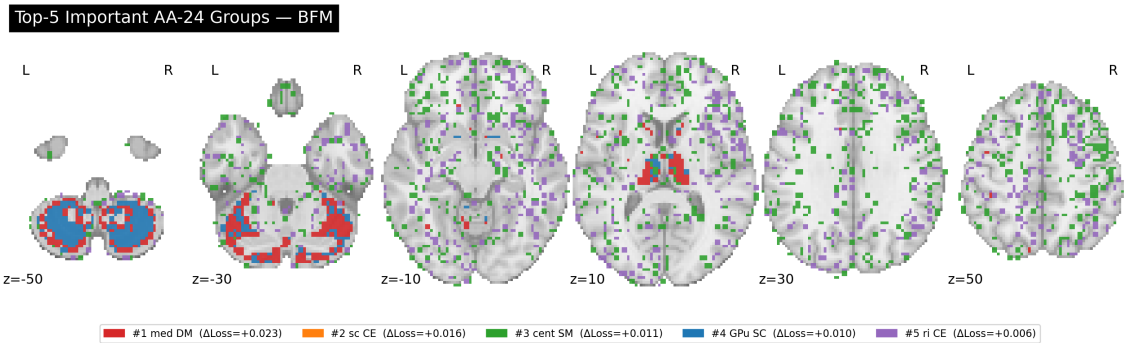 Top-5 Important AA-24 Groups — BFM
L R L R L R L R L R L R
z=-50 z=-30 z=-10 z=10 z=30 z=50
#1 med DM (ΔLoss=+0.023) #2 sc CE (ΔLoss=+0.016) #3 cent SM (ΔLoss=+0.011) #4 GPu SC (ΔLoss=+0.010) #5 ri CE (ΔLoss=+0.006)